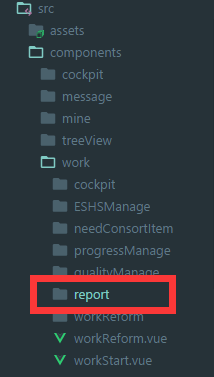 src
assets
components
cockpit
message
mine
treeView
work
cockpit
ESHSManage
needConsortItem
progressManage
qualityManage
report
workReform
workReform.vue
workStart.vue